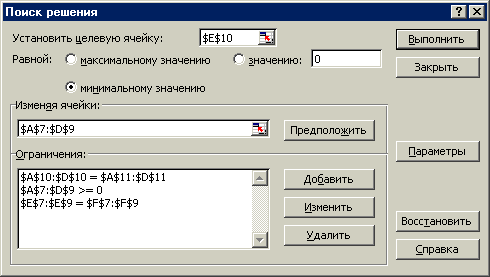 Поиск решения
Установить целевую ячейку: $E$10 Выполнить
Равной: максимальному значению значению: 0 Закрыть
минимальному значению
Изменяя ячейки:
$A$7:$D$9 Предположить
Ограничения: Параметры
$A$10:$D$10 = $A$11:$D$11 Добавить
$A$7:$D$9 >= 0
$E$7:$E$9 = $F$7:$F$9 Изменить Восстановить
Удалить Справка